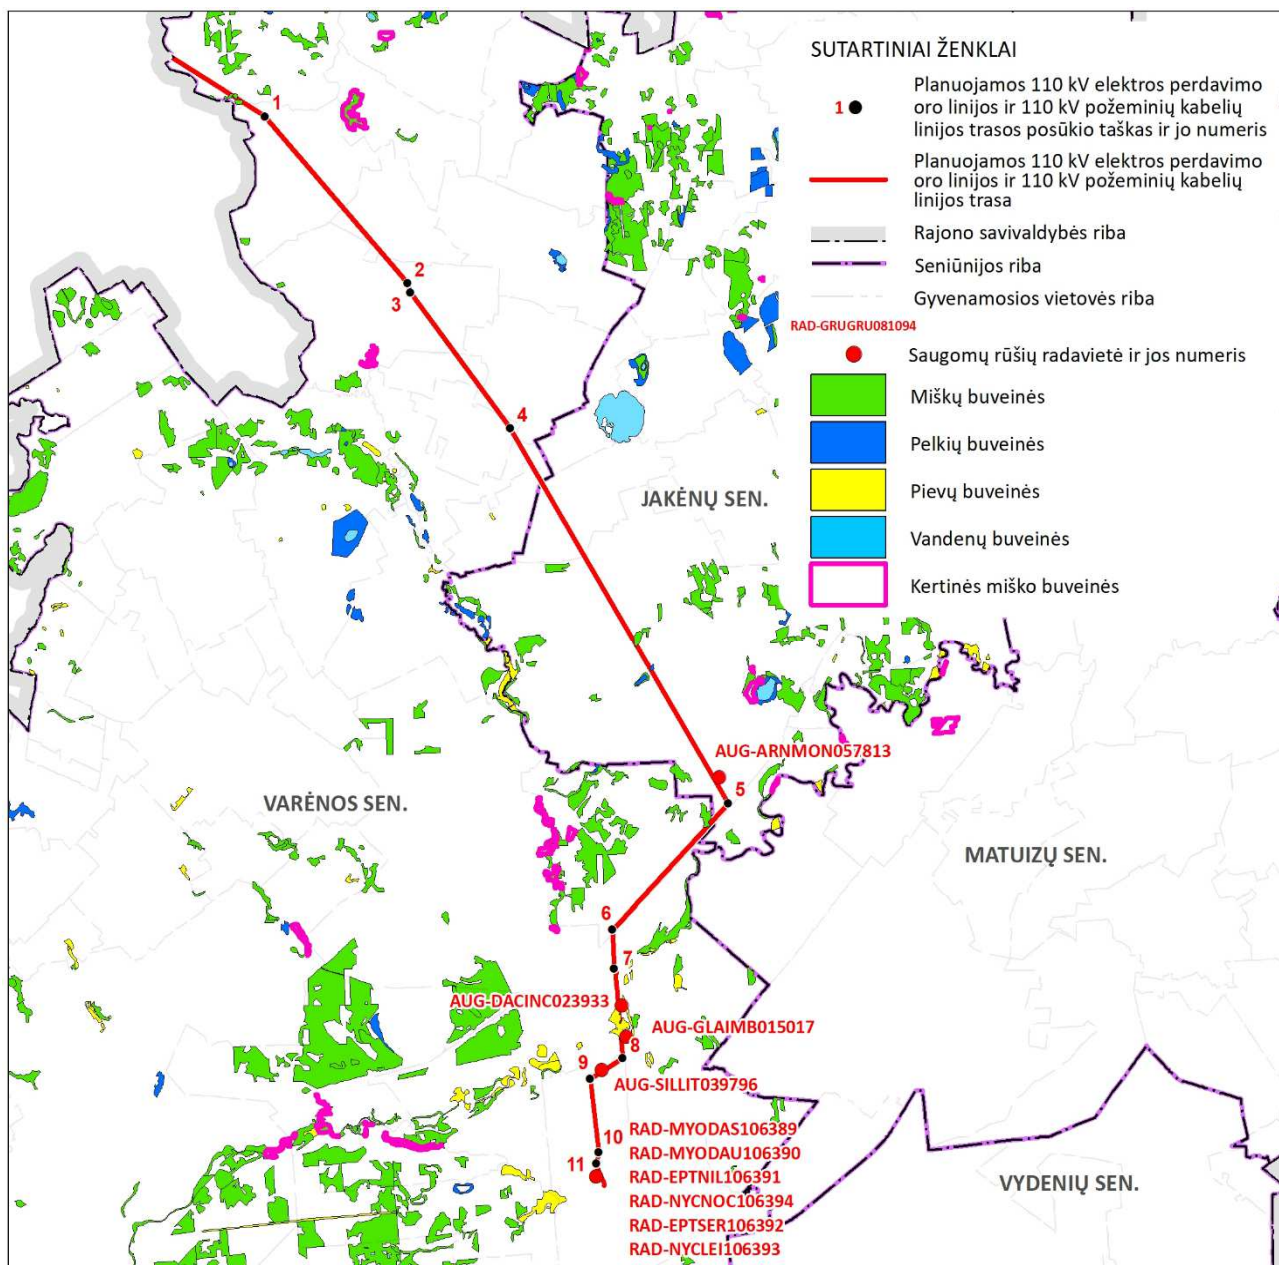 SUTARTINIAI ŽENKLAI
1
Planuojamos 110 kV elektros perdavimo
oro linijos ir 110 kV požeminių kabelių
linijos trasos posūkio taškas ir jo numeris
Planuojamos 110 kV elektros perdavimo
oro linijos ir 110 kV požeminių kabelių
linijos trasa
Rajono savivaldybės riba
Seniūnijos riba
Gyvenamosios vietovės riba
RAD-GRUGRU081094
Saugomų rūšių radavietė ir jos numeris
Miškų buveinės
Pelkių buveinės
Pievų buveinės
Vandenų buveinės
Kertinės miško buveinės
1
2
3
4
JAKĖNŲ SEN.
AUG-ARNMON057813
5
VARĖNOS SEN.
MATUIZŲ SEN.
6
7
AUG-DACINC023933
AUG-GLAIMB015017
8
9
AUG-SILLIT039796
10
RAD-MYODAS106389
RAD-MYODAU106390
11
RAD-EPTNIL106391
RAD-NYCNOC106394
RAD-EPTSER106392
RAD-NYCLEI106393
VYDENIŲ SEN.